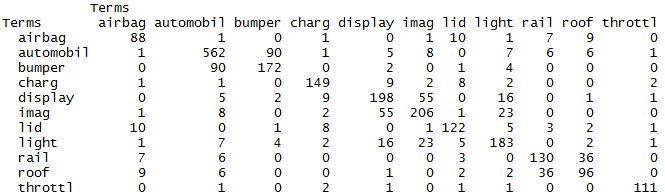 Terms
Terms airbag automobil bumper charg display imag lid light rail roof throttl
airbag 88 1 0 1 0 1 10 1 7 9 0
automobil 1 562 90 1 5 8 0 7 6 6 1
bumper 0 90 172 0 2 0 1 4 0 0 0
charg 1 1 0 149 9 2 8 2 0 0 2
display 0 5 2 9 198 55 0 16 0 1 1
imag 1 8 0 2 55 206 1 23 0 0 0
lid 10 0 1 8 0 1 122 5 3 2 1
light 1 7 4 2 16 23 5 183 0 2 1
rail 7 6 0 0 0 0 3 0 130 36 0
roof 9 6 0 0 1 0 2 2 36 96 0
throttl 0 1 0 2 1 0 1 1 0 0 111